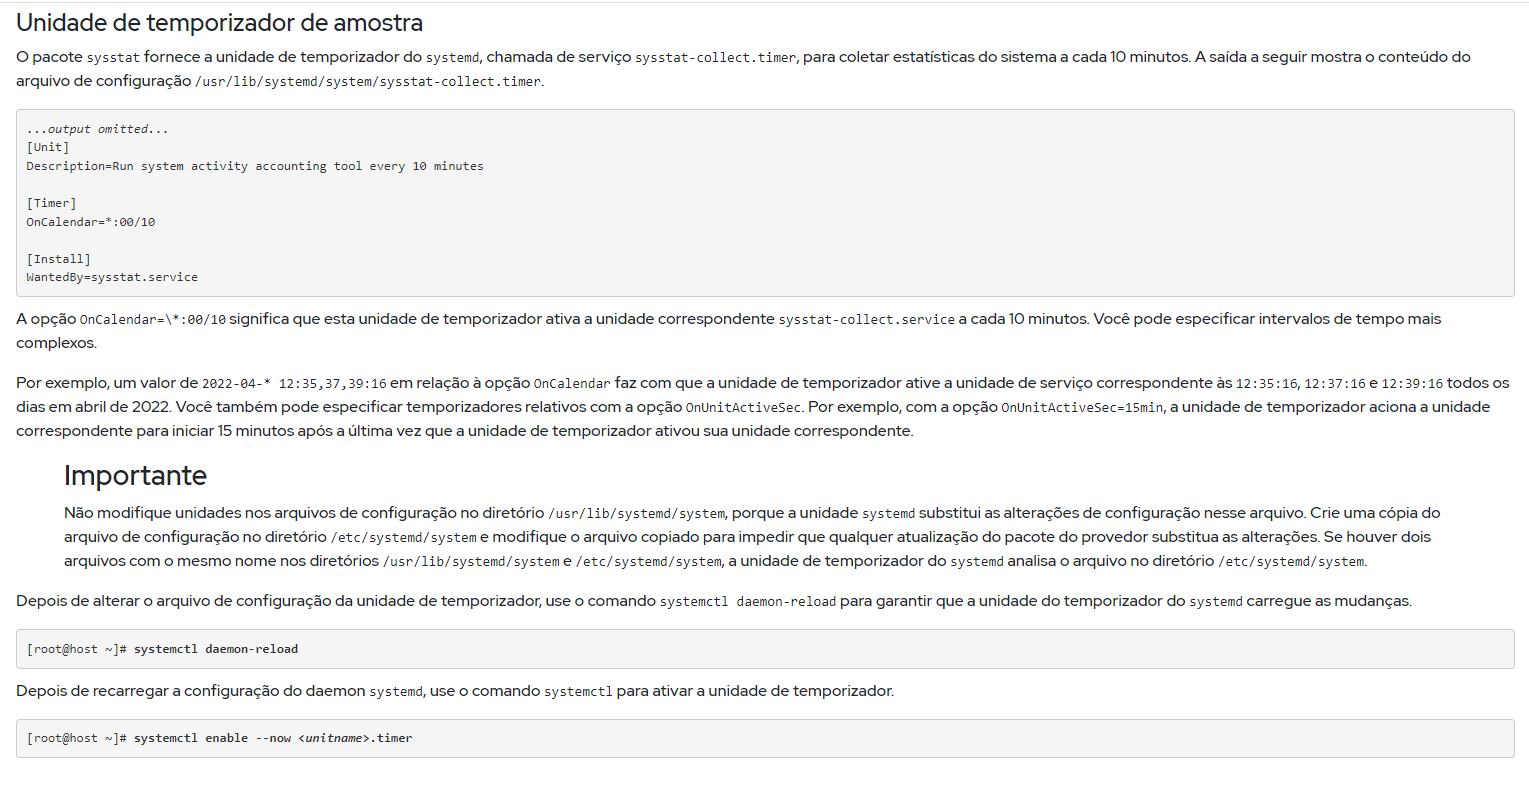 Unidade de temporizador de amostra
O pacote sysstat fornece a unidade de temporizador do systemd, chamada de serviço sysstat-collect.timer, para coletar estatísticas do sistema a cada 10 minutos. A saída a seguir mostra o conteúdo do
arquivo de configuração /usr/lib/systemd/system/sysstat-collect.timer.
...output omitted...
[Unit]
Description=Run system activity accounting tool every 10 minutes
[Timer]
OnCalendar=*:00/10
[Install]
WantedBy=sysstat.service
A opção OnCalendar=\*:00/10 significa que esta unidade de temporizador ativa a unidade correspondente sysstat-collect.service a cada 10 minutos. Você pode especificar intervalos de tempo mais
complexos.
Por exemplo, um valor de 2022-04-* 12:35,37,39:16 em relação à opção OnCalendar faz com que a unidade de temporizador ative a unidade de serviço correspondente às 12:35:16, 12:37:16 e 12:39:16 todos os
dias em abril de 2022. Você também pode especificar temporizadores relativos com a opção OnUnitActiveSec. Por exemplo, com a opção OnUnitActiveSec=15min, a unidade de temporizador aciona a unidade
correspondente para iniciar 15 minutos após a última vez que a unidade de temporizador ativou sua unidade correspondente.
Importante
Não modifique unidades nos arquivos de configuração no diretório /usr/lib/systemd/system, porque a unidade systemd substitui as alterações de configuração nesse arquivo. Crie uma cópia do
arquivo de configuração no diretório /etc/systemd/system e modifique o arquivo copiado para impedir que qualquer atualização do pacote do provedor substitua as alterações. Se houver dois
arquivos com o mesmo nome nos diretórios /usr/lib/systemd/system e /etc/systemd/system, a unidade de temporizador do systemd analisa o arquivo no diretório /etc/systemd/system.
Depois de alterar o arquivo de configuração da unidade de temporizador, use o comando systemctl daemon-reload para garantir que a unidade do temporizador do systemd carregue as mudanças.
[root@host ~]# systemctl daemon-reload
Depois de recarregar a configuração do daemon systemd, use o comando systemctl para ativar a unidade de temporizador.
[root@host ~]# systemctl enable --now <unitname>.timer